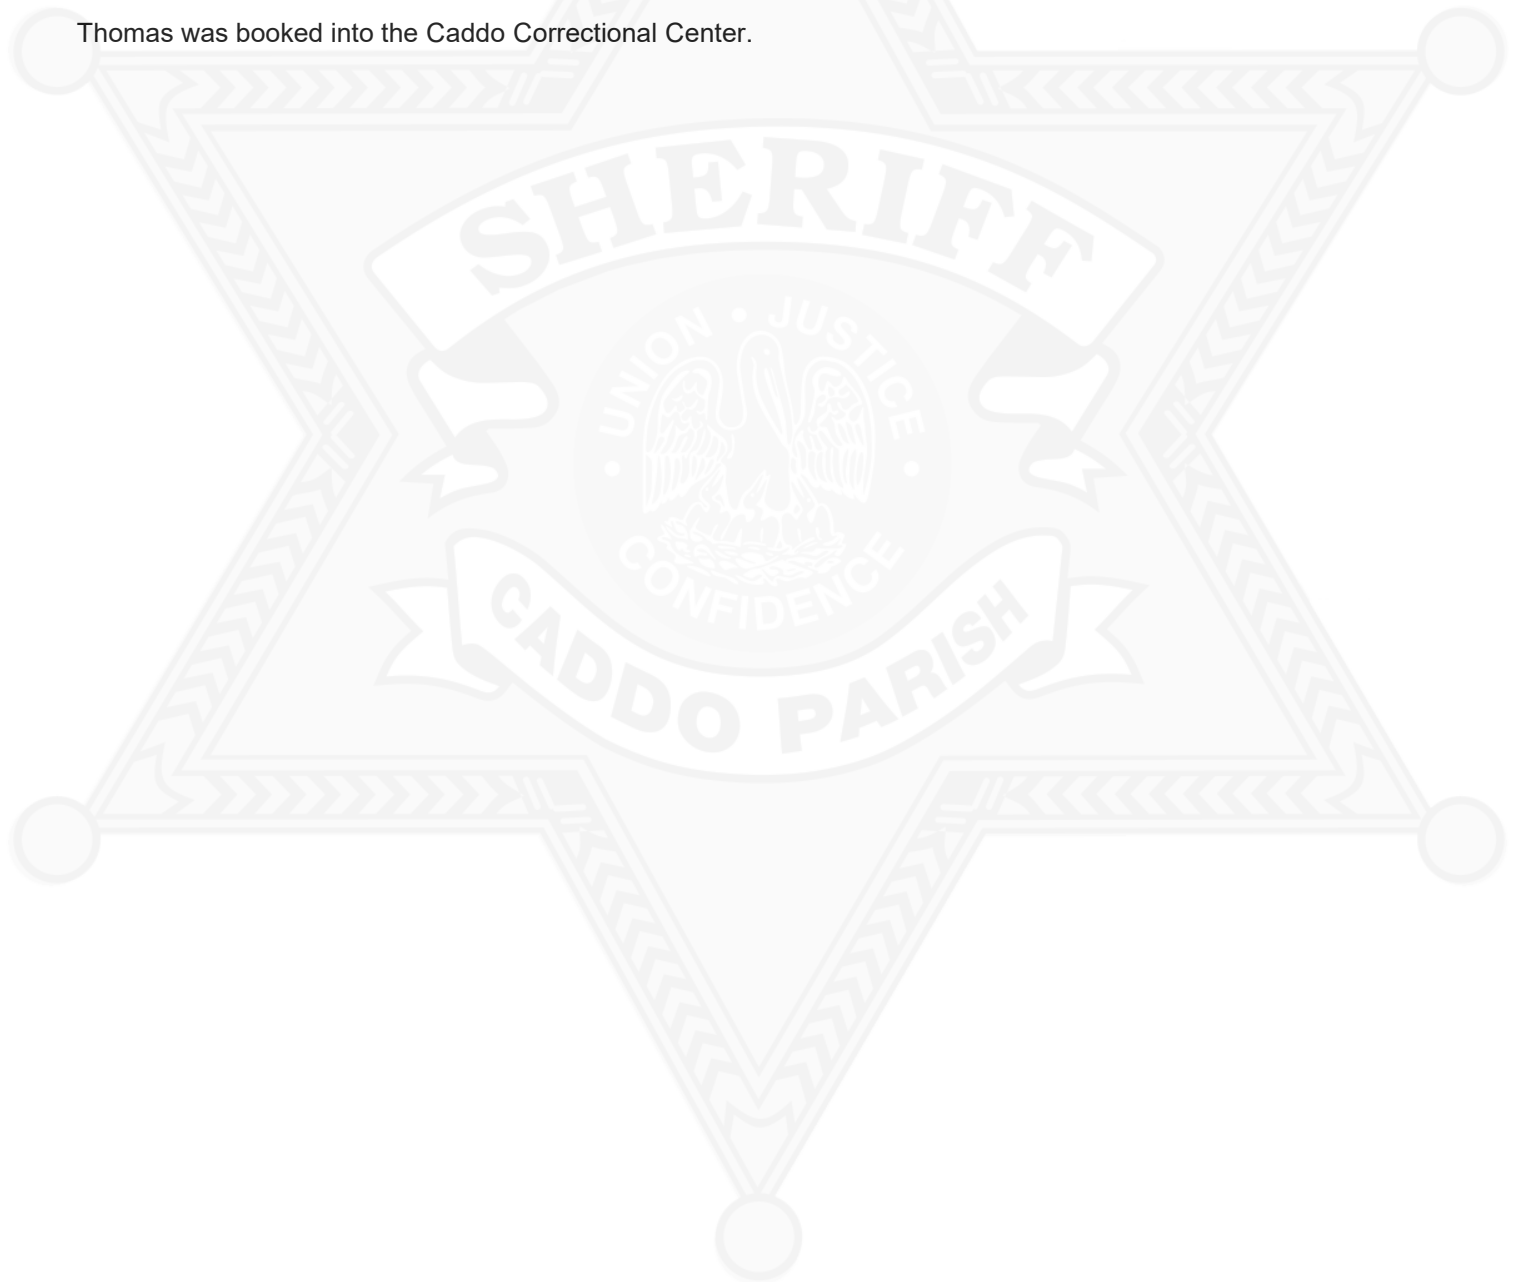 Thomas was booked into the Caddo Correctional Center.
SHERIFF
UNION • JUSTICE
CONFIDENCE
CADDO PARISH